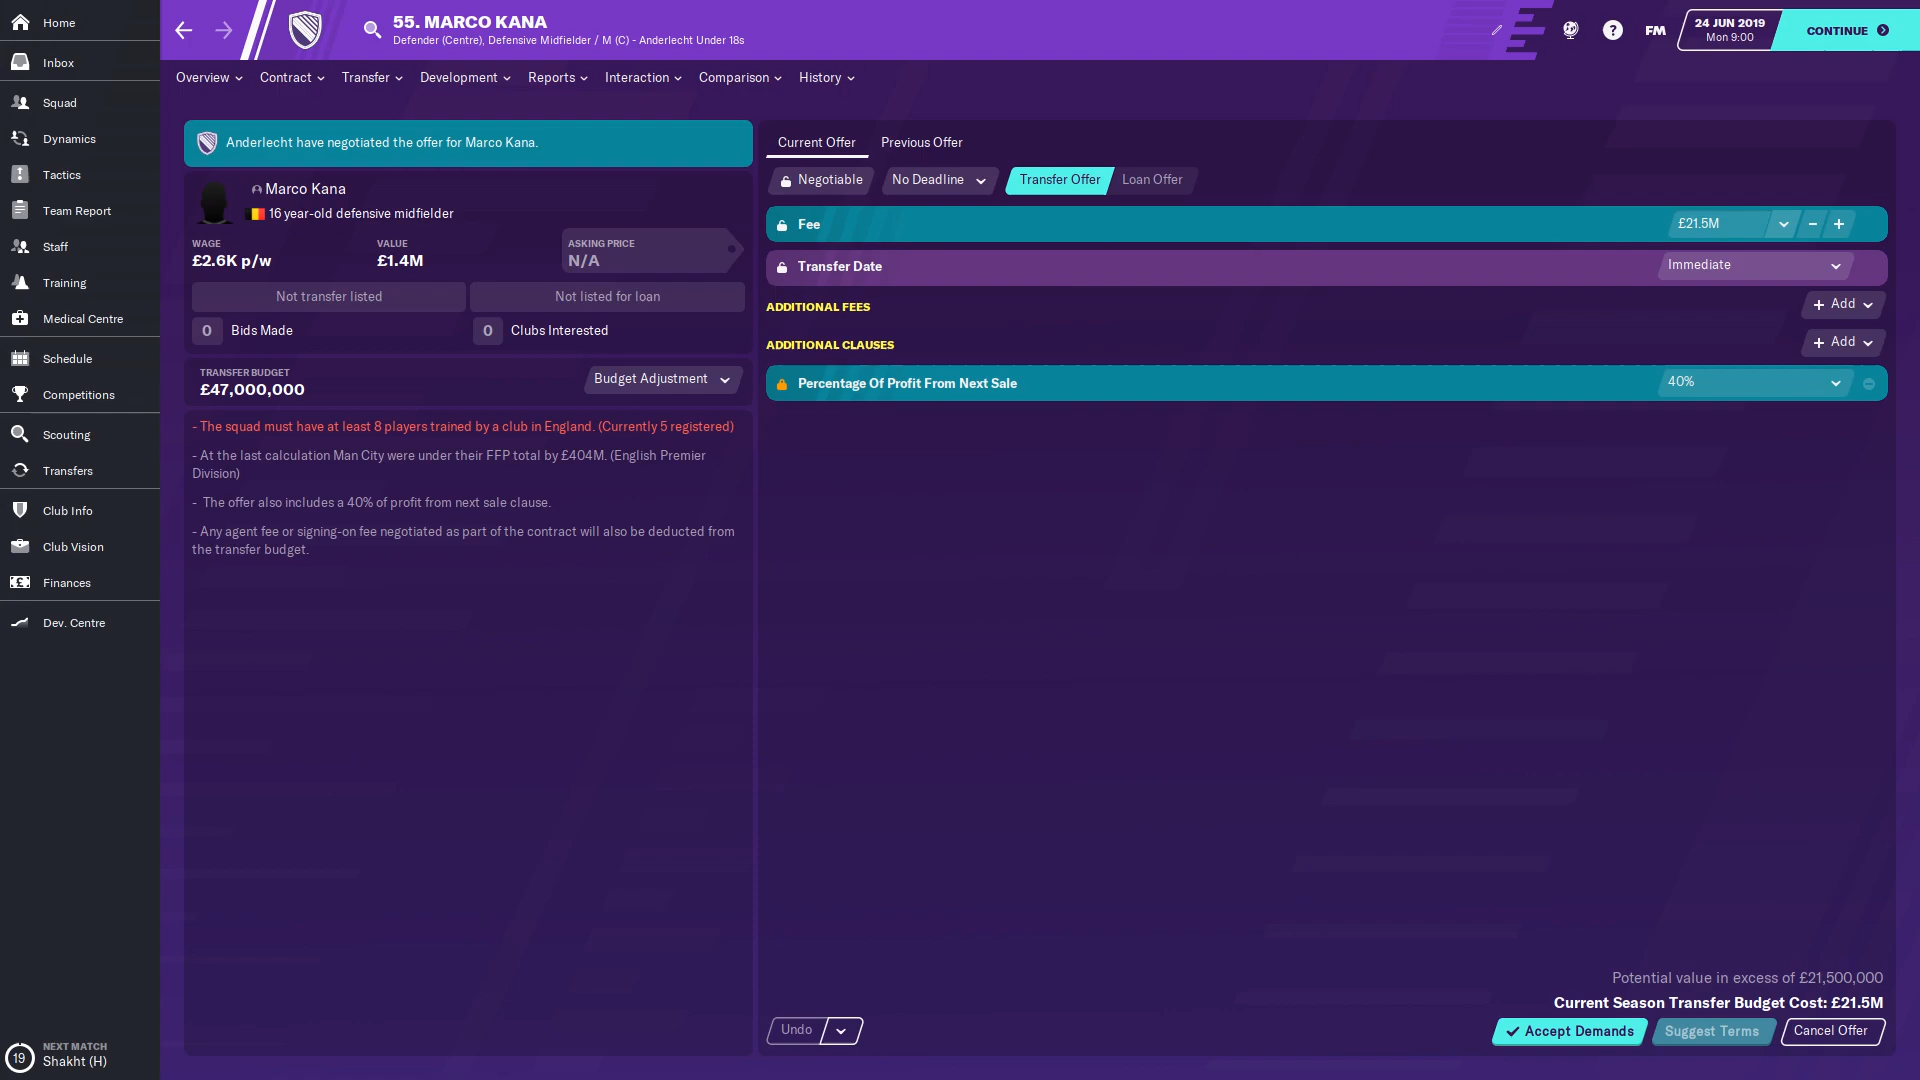 Home
Inbox
Squad
Dynamics
Tactics
Team Report
Staff
Training
Medical Centre
Schedule
Competitions
Scouting
Transfers
Club Info
Club Vision
Finances
Dev. Centre
19
NEXT MATCH
Shakht (H)
55. MARCO KANA
Defender (Centre), Defensive Midfielder / M (C) - Anderlecht Under 18s
?
FM
24 JUN 2019
Mon 9:00
CONTINUE
Overview
Contract
Transfer
Development
Reports
Interaction
Comparison
History
Anderlecht have negotiated the offer for Marco Kana.
Marco Kana
16 year-old defensive midfielder
WAGE
£2.6K p/w
VALUE
£1.4M
ASKING PRICE
N/A
Not transfer listed
Not listed for loan
0 Bids Made
0 Clubs Interested
TRANSFER BUDGET
£47,000,000
Budget Adjustment
- The squad must have at least 8 players trained by a club in England. (Currently 5 registered)
- At the last calculation Man City were under their FFP total by £404M. (English Premier
Division)
- The offer also includes a 40% of profit from next sale clause.
- Any agent fee or signing-on fee negotiated as part of the contract will also be deducted from
the transfer budget.
Current Offer
Previous Offer
Negotiable
No Deadline
Transfer Offer
Loan Offer
Fee
£21.5M
- +
Transfer Date
Immediate
ADDITIONAL FEES
+ Add
ADDITIONAL CLAUSES
+ Add
Percentage Of Profit From Next Sale
40%
Potential value in excess of £21,500,000
Current Season Transfer Budget Cost: £21.5M
Undo
Accept Demands
Suggest Terms
Cancel Offer